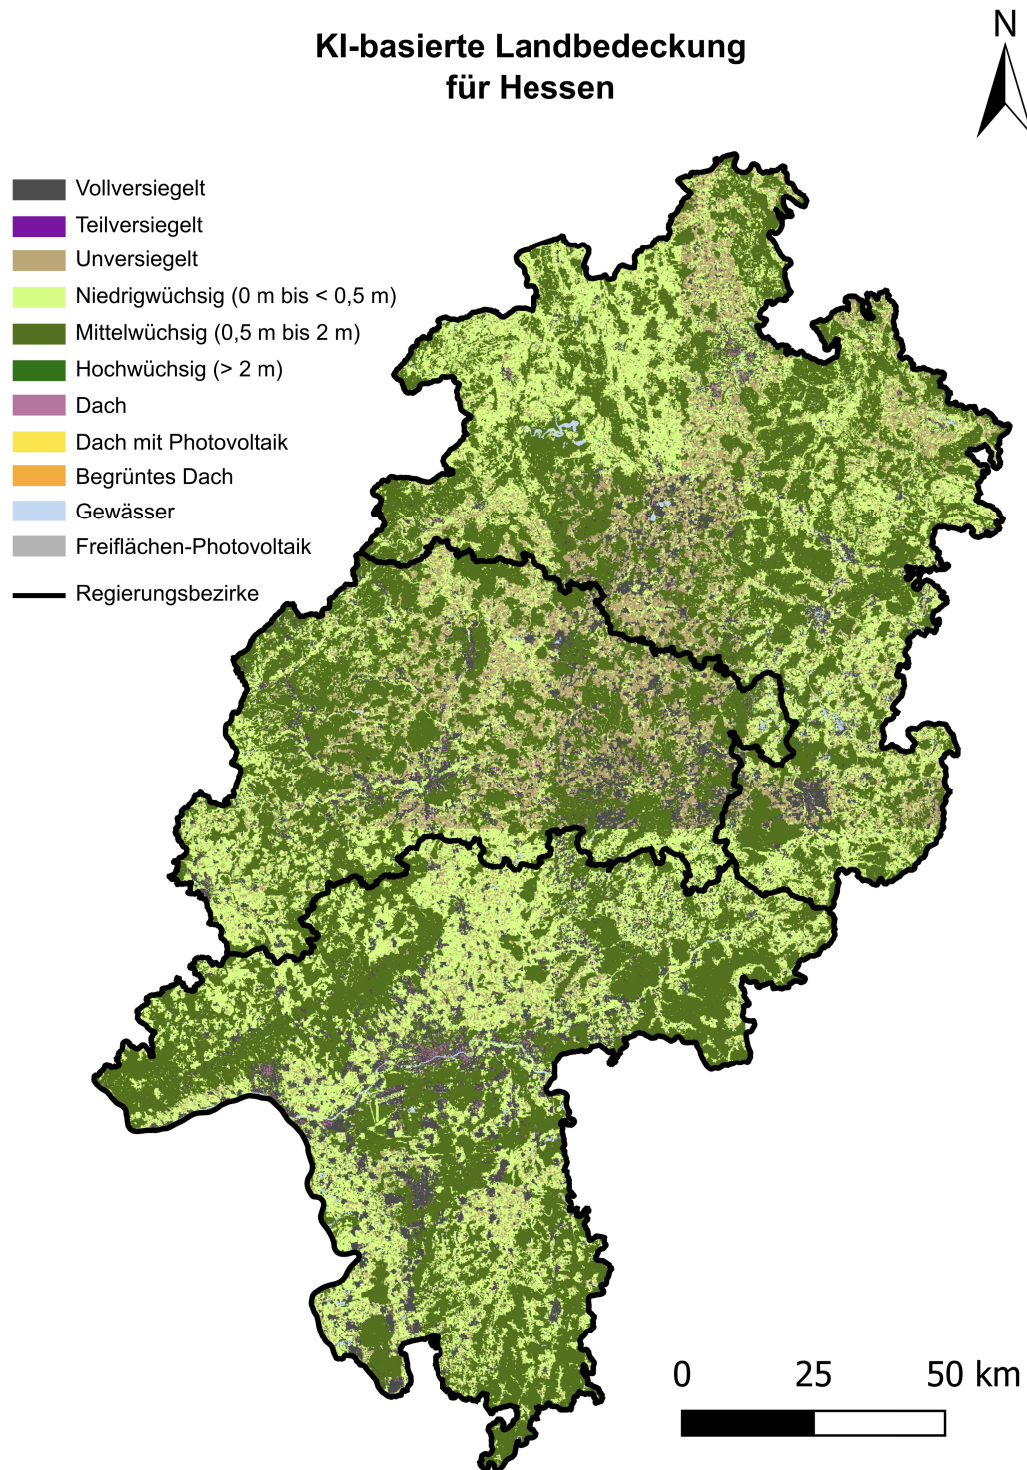 KI-basierte Landbedeckung
für Hessen
N
Vollversiegelt
Teilversiegelt
Unversiegelt
Niedrigwüchsig (0 m bis < 0,5 m)
Mittelwüchsig (0,5 m bis 2 m)
Hochwüchsig (> 2 m)
Dach
Dach mit Photovoltaik
Begrüntes Dach
Gewässer
Freiflächen-Photovoltaik
Regierungsbezirke
0 25 50 km